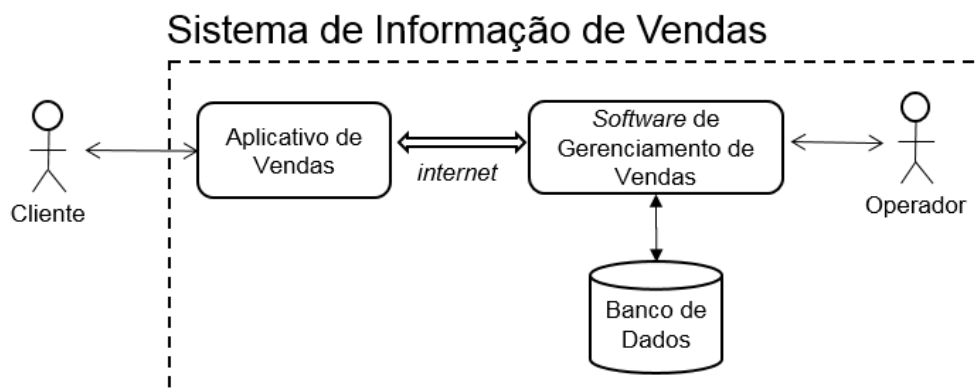 Sistema de Informação de Vendas
Cliente
Aplicativo de
Vendas
internet
Software de
Gerenciamento de
Vendas
Operador
Banco de
Dados